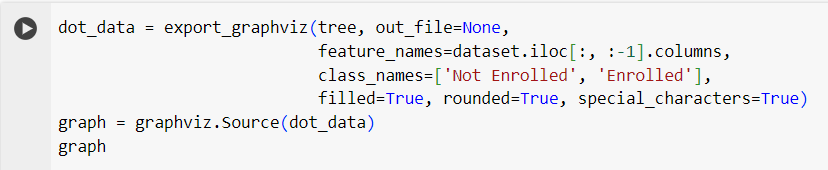 dot_data = export_graphviz(tree, out_file=None,
                           feature_names=dataset.iloc[:, :-1].columns,
                           class_names=['Not Enrolled', 'Enrolled'],
                           filled=True, rounded=True, special_characters=True)
graph = graphviz.Source(dot_data)
graph